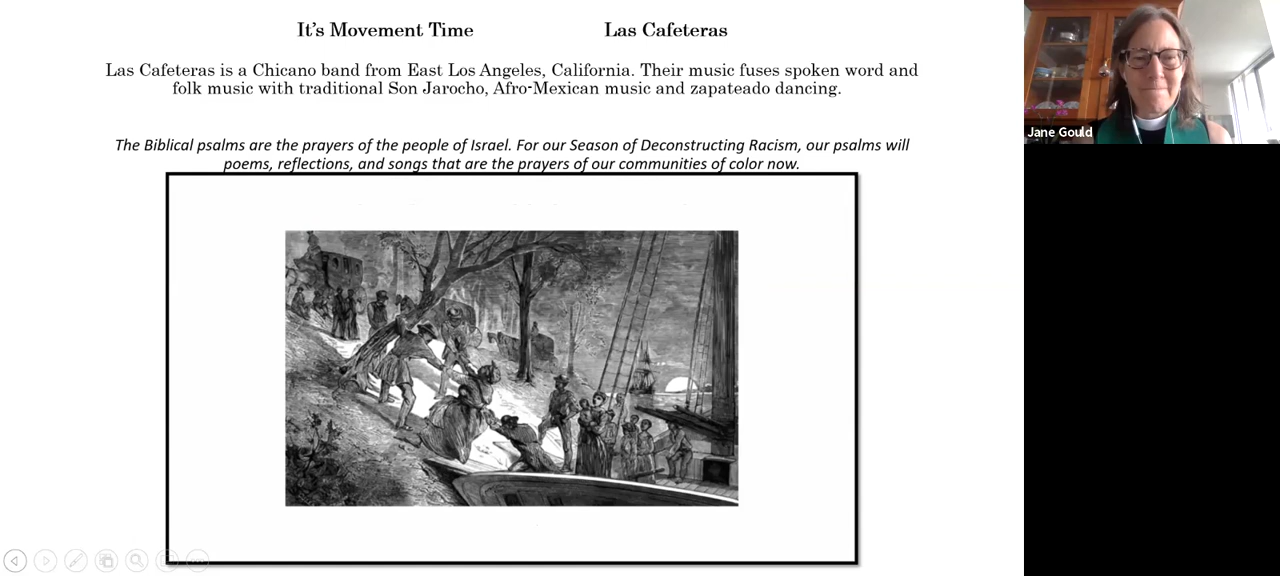 It's Movement Time Las Cafeteras
Las Cafeteras is a Chicano band from East Los Angeles, California. Their music fuses spoken word and
folk music with traditional Son Jarocho, Afro-Mexican music and zapateado dancing.
The Biblical psalms are the prayers of the people of Israel. For our Season of Deconstructing Racism, our psalms will
poems, reflections, and songs that are the prayers of our communities of color now.
Jane Gould